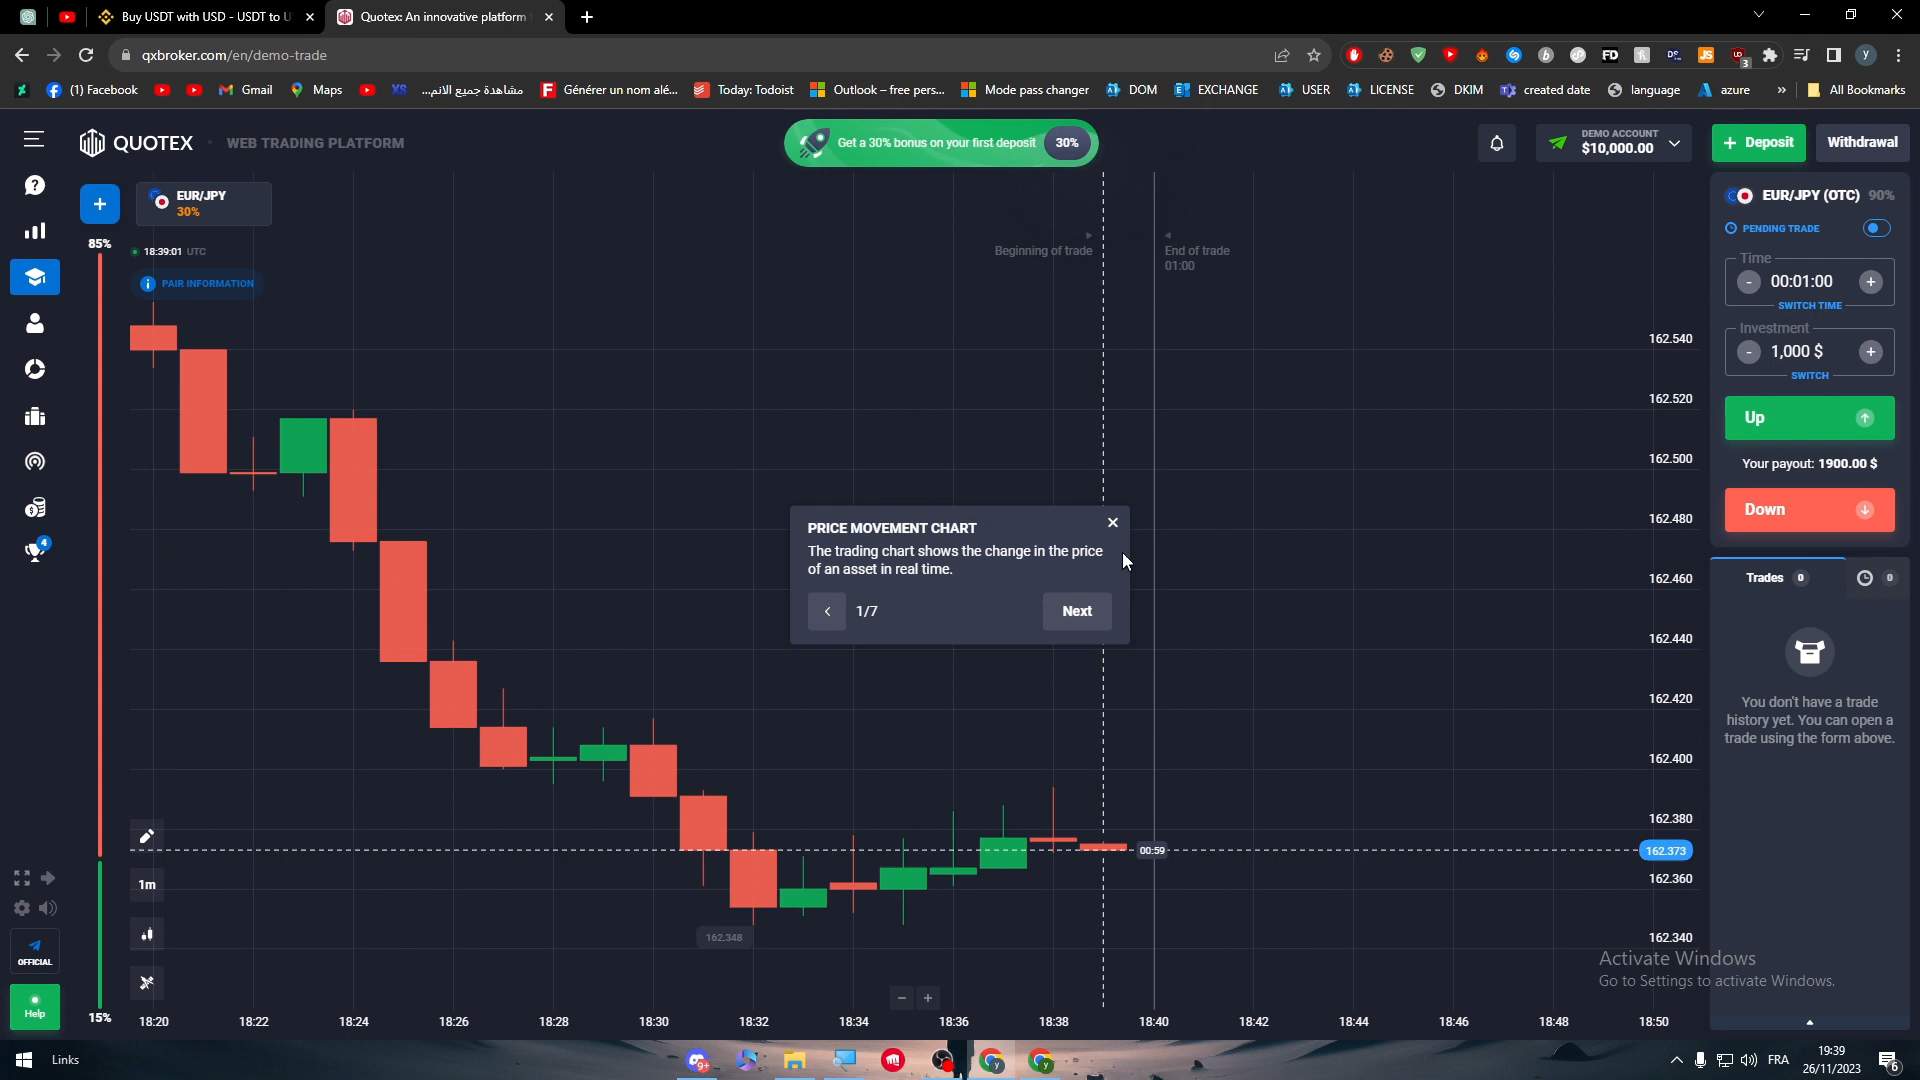 Buy USDT with USD - USDT to U
Quotex: An innovative platform
qxbroker.com/en/demo-trade
(1) Facebook
Gmail
Maps
XS
مشاهدة جميع الانم...
Générer un nom alé...
Today: Todoist
Outlook – free pers...
Mode pass changer
DOM
EXCHANGE
USER
LICENSE
DKIM
created date
language
azure
»
All Bookmarks
QUOTEX
WEB TRADING PLATFORM
Get a 30% bonus on your first deposit
30%
DEMO ACCOUNT
$10,000.00
Deposit
Withdrawal
EUR/JPY
30%
85%
18:39:01 UTC
PAIR INFORMATION
Beginning of trade
End of trade
01:00
EUR/JPY (OTC) 90%
PENDING TRADE
Time
- 00:01:00 +
SWITCH TIME
Investment
- 1,000 $ +
SWITCH
Up
Your payout: 1900.00 $
Down
Trades 0
0
You don't have a trade
history yet. You can open a
trade using the form above.
162.540
162.520
162.500
162.480
162.460
162.440
162.420
162.400
162.380
162.373
162.360
162.340
PRICE MOVEMENT CHART
The trading chart shows the change in the price
of an asset in real time.
1/7
Next
00:59
162.348
1m
4
OFFICIAL
Help
15%
18:20
18:22
18:24
18:26
18:28
18:30
18:32
18:34
18:36
18:38
18:40
18:42
18:44
18:46
18:48
18:50
Activate Windows
Go to Settings to activate Windows.
Links
9+
FRA
19:39
26/11/2023
6